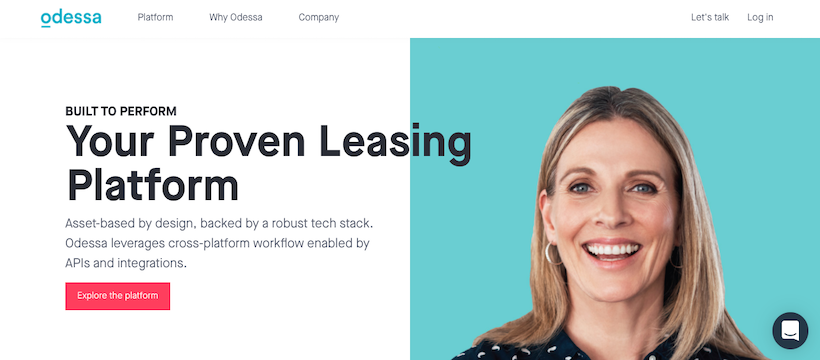 odessa
Platform
Why Odessa
Company
Let's talk
Log in
BUILT TO PERFORM
Your Proven Leasing
Platform
Asset-based by design, backed by a robust tech stack.
Odessa leverages cross-platform workflow enabled by
APIs and integrations.
Explore the platform